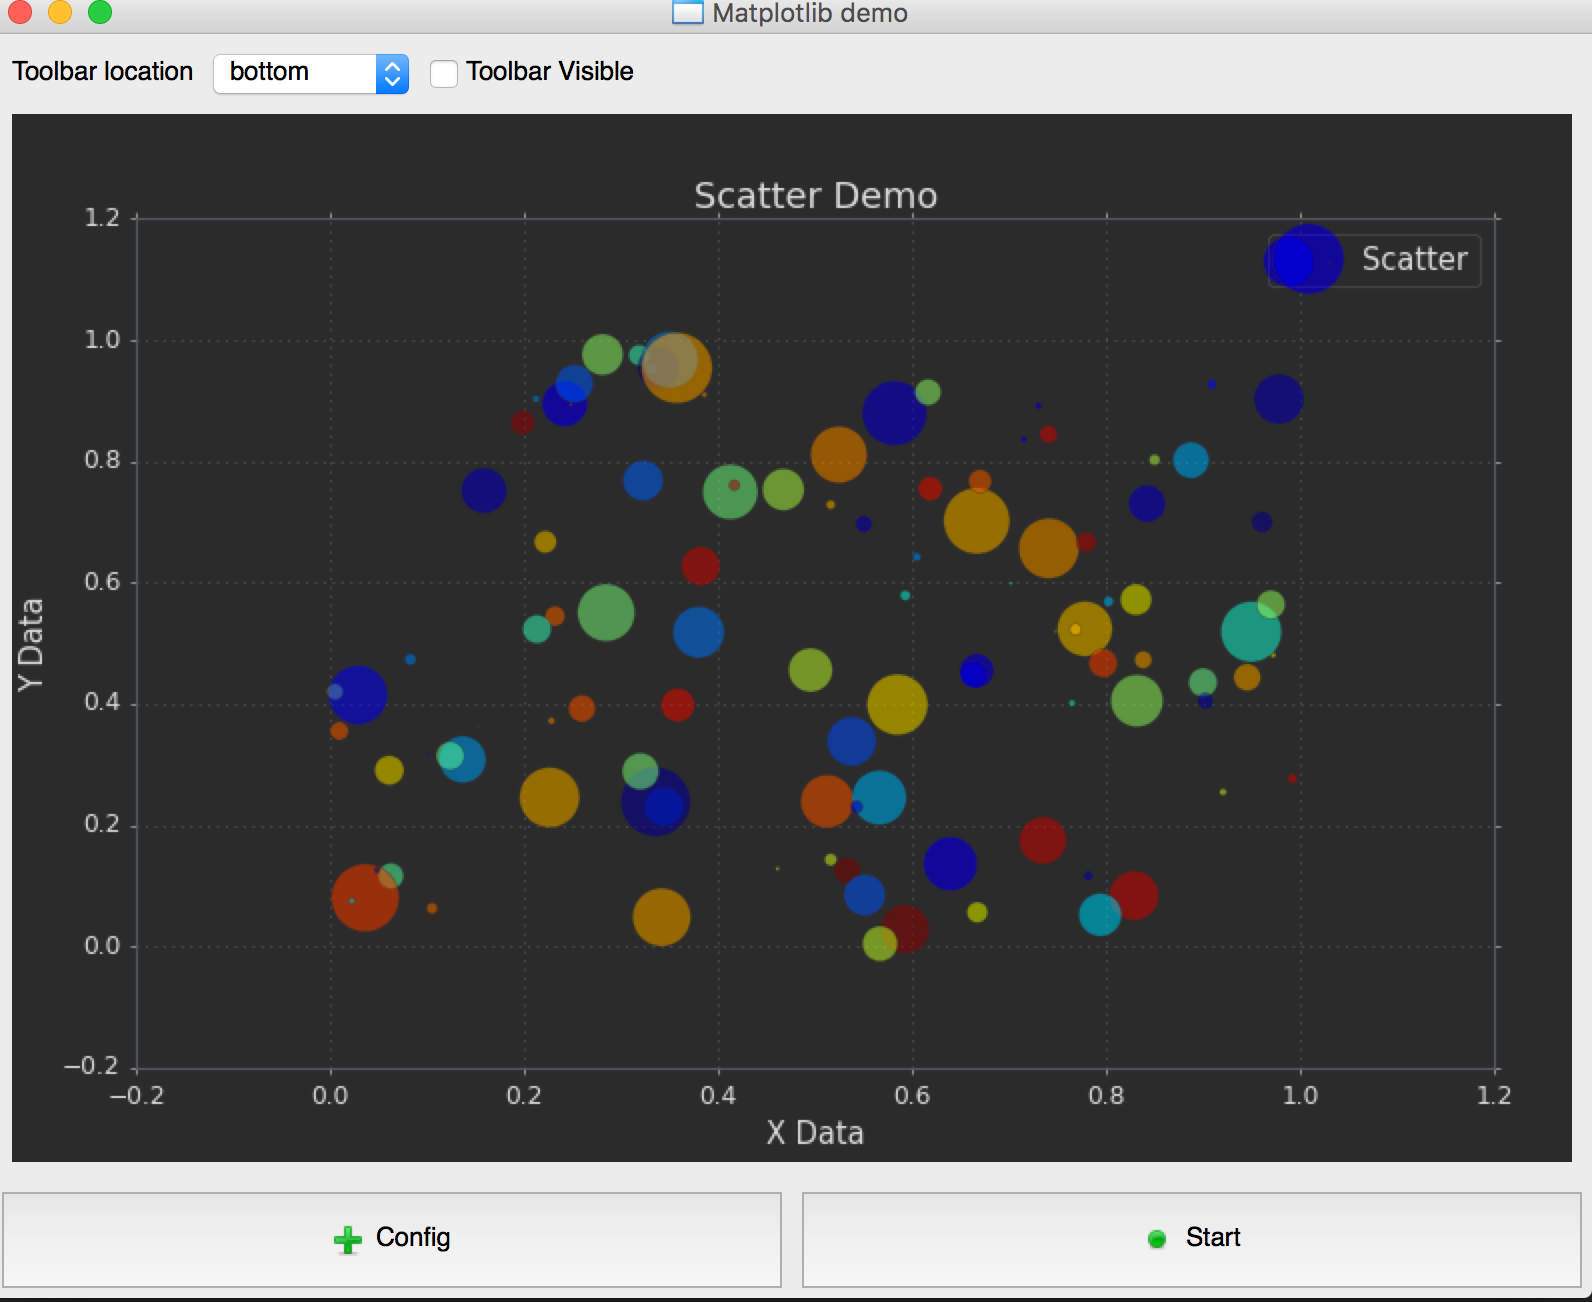 Matplotlib demo
Toolbar location bottom Toolbar Visible
Scatter Demo
Scatter
1.2
1.0
0.8
0.6
0.4
0.2
0.0
−0.2
Y Data
−0.2 0.0 0.2 0.4 0.6 0.8 1.0 1.2
X Data
Config Start